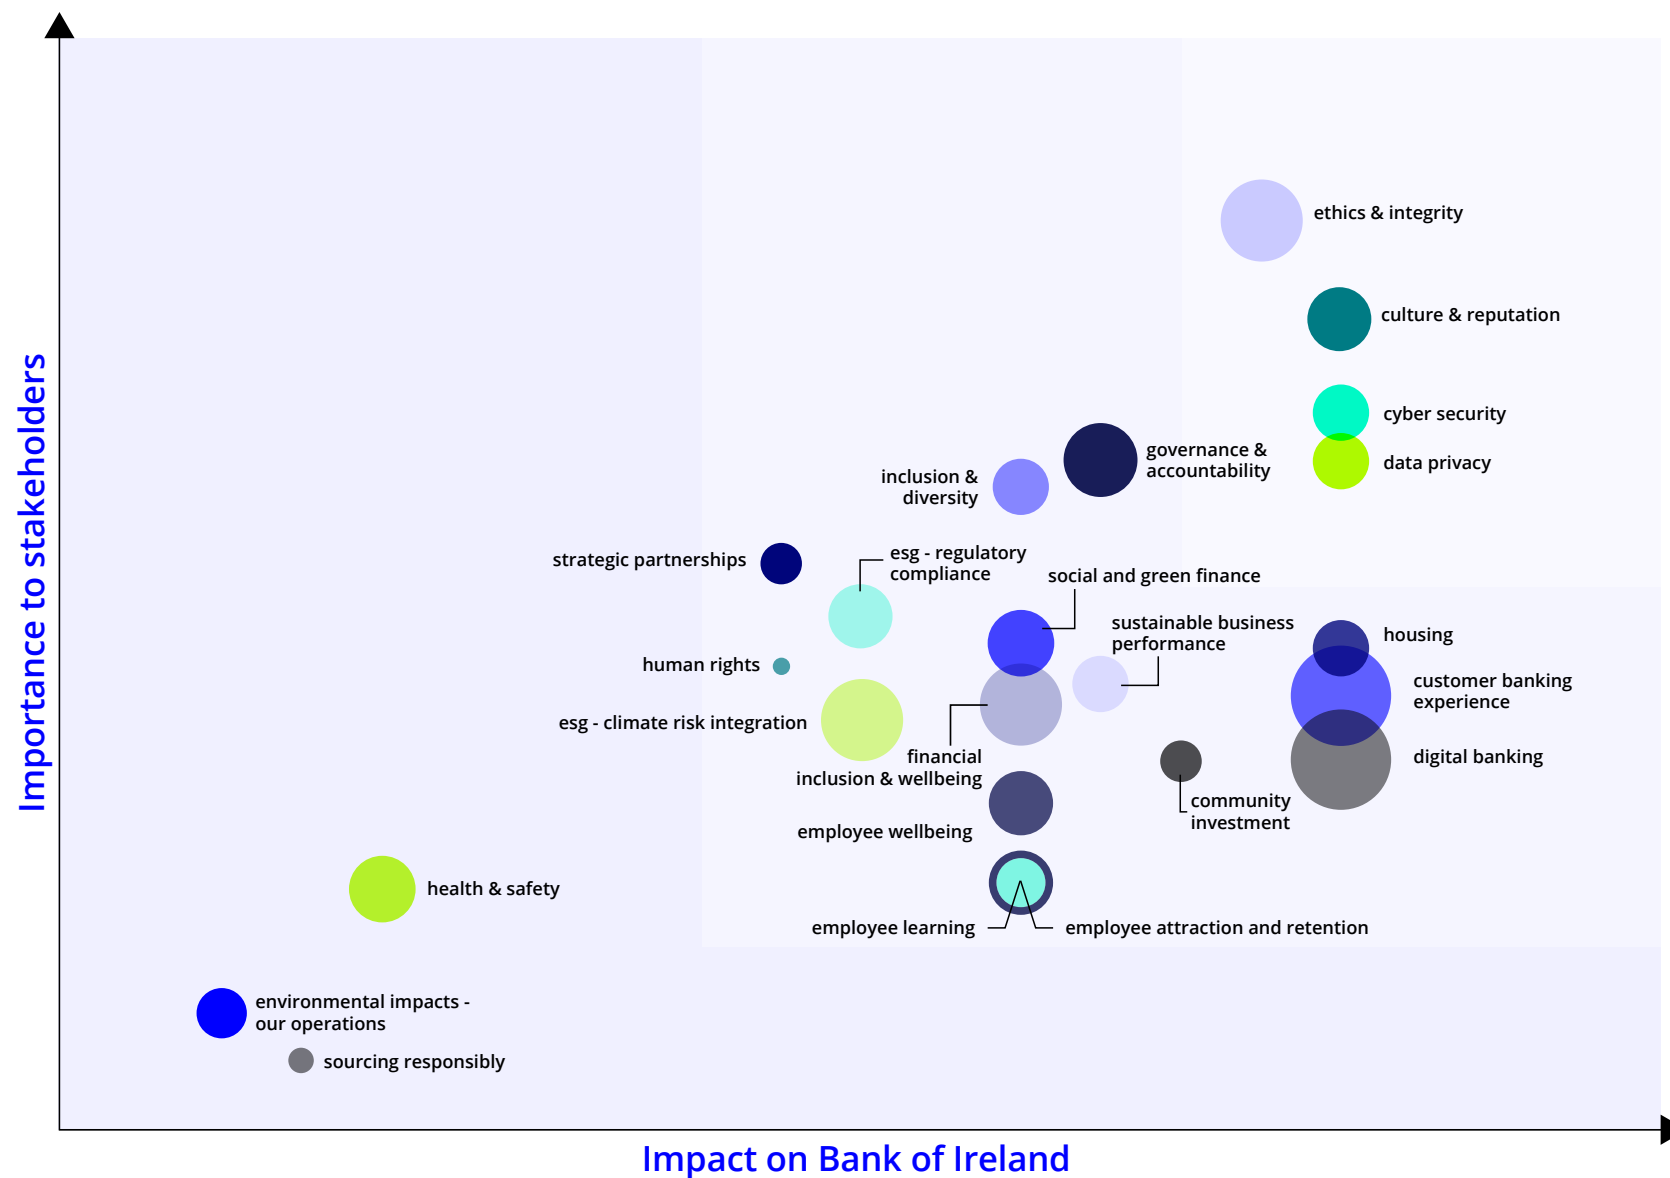 Importance to stakeholders
ethics & integrity
culture & reputation
cyber security
data privacy
governance &
accountability
inclusion &
diversity
strategic partnerships
esg - regulatory
compliance
social and green finance
sustainable business
performance
housing
human rights
customer banking
experience
esg - climate risk integration
financial
inclusion & wellbeing
digital banking
community
investment
employee wellbeing
health & safety
employee learning
employee attraction and retention
environmental impacts -
our operations
sourcing responsibly
Impact on Bank of Ireland